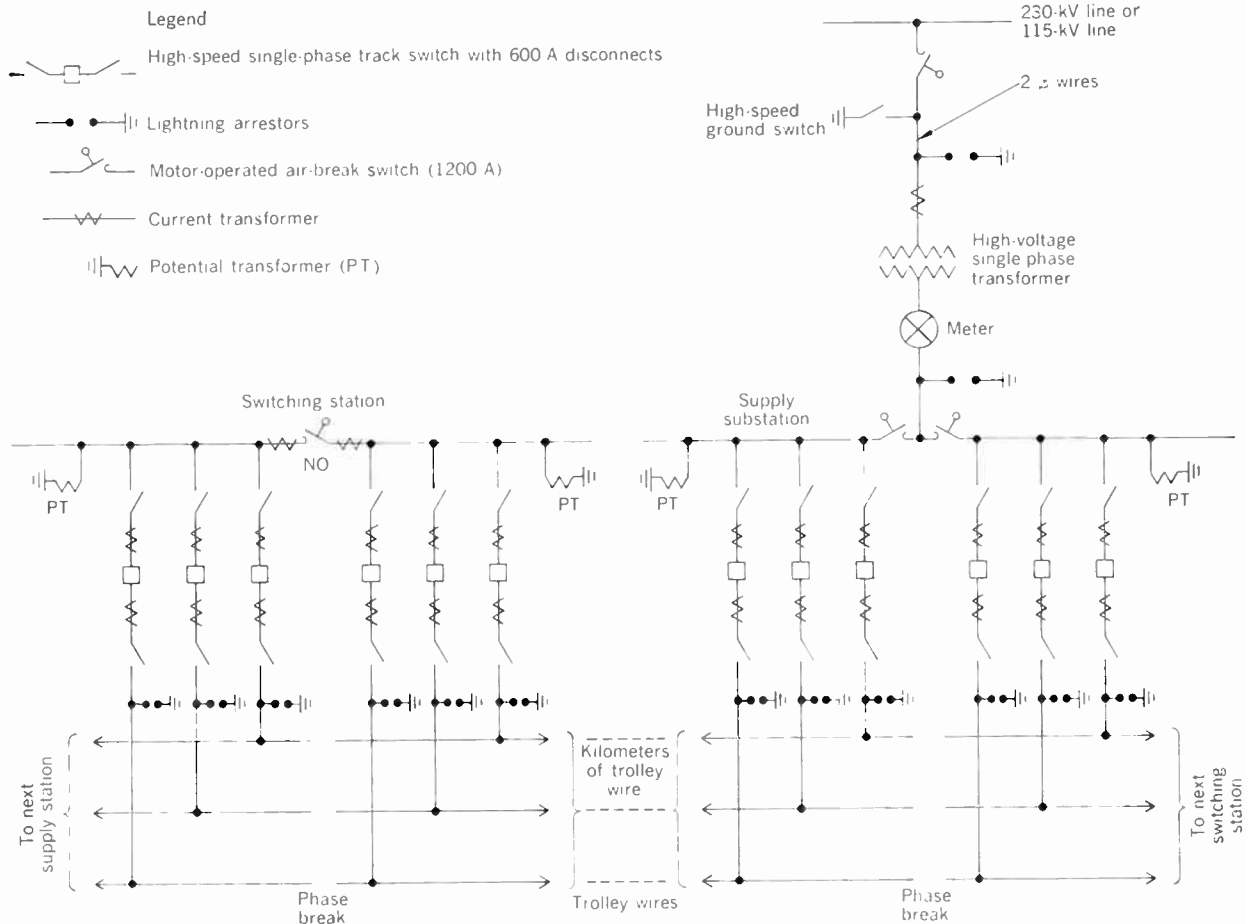 Legend
High-speed single-phase track switch with 600 A disconnects
Lightning arrestors
Motor-operated air-break switch (1200 A)
Current transformer
Potential transformer (PT)
230-kV line or
115-kV line
2 wires
High-speed
ground switch
High-voltage
single phase
transformer
Meter
Switching station
NO
PT
PT
Supply
substation
PT
PT
To next
supply station
Kilometers
of trolley
wire
To next
switching
station
Phase
break
Trolley wires
Phase
break